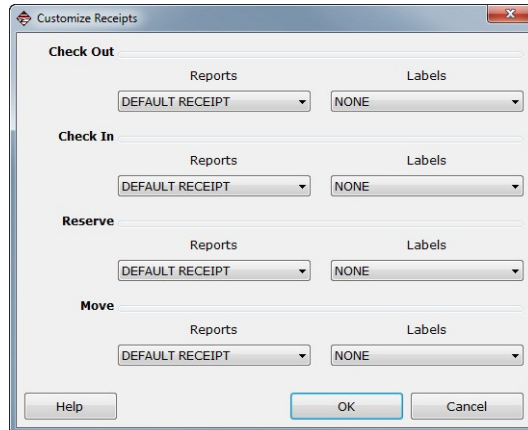 Customize Receipts
Check Out
Reports Labels
DEFAULT RECEIPT NONE
Check In
Reports Labels
DEFAULT RECEIPT NONE
Reserve
Reports Labels
DEFAULT RECEIPT NONE
Move
Reports Labels
DEFAULT RECEIPT NONE
Help OK Cancel